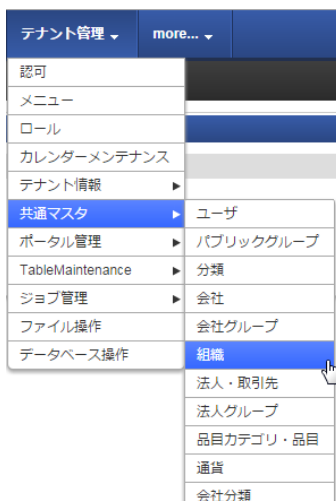 テナント管理
more...
認可
メニュー
ロール
カレンダーメンテナンス
テナント情報
共通マスタ
ポータル管理
TableMaintenance
ジョブ管理
ファイル操作
データベース操作
ユーザ
パブリックグループ
分類
会社
会社グループ
組織
法人・取引先
法人グループ
品目カテゴリ・品目
通貨
会社分類